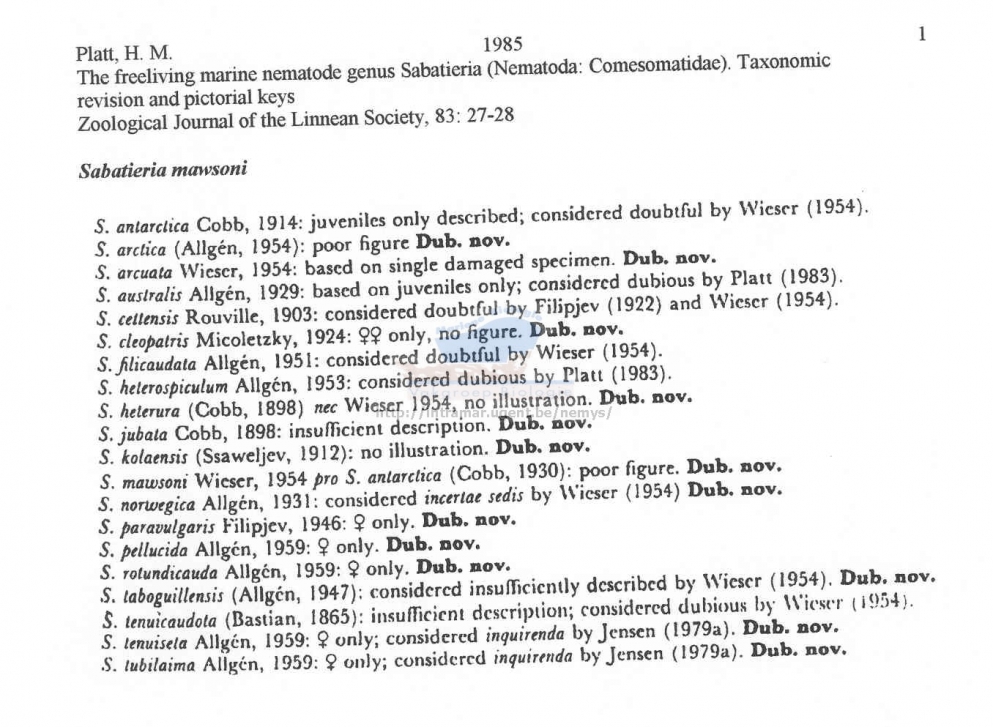 1
Platt, H. M. 1985
The freeliving marine nematode genus Sabatieria (Nematoda: Comesomatidae). Taxonomic
revision and pictorial keys
Zoological Journal of the Linnean Society, 83: 27-28
Sabatieria mawsoni
S. antarctica Cobb, 1914: juveniles only described; considered doubtful by Wieser (1954).
S. arctica (Allgén, 1954): poor figure Dub. nov.
S. arcuata Wieser, 1954: based on single damaged specimen. Dub. nov.
S. australis Allgén, 1929: based on juveniles only; considered dubious by Platt (1983).
S. cettensis Rouville, 1903: considered doubtful by Filipjev (1922) and Wieser (1954).
S. cleopatris Micoletzky, 1924: ♀♀ only, no figure. Dub. nov.
S. filicaudata Allgén, 1951: considered doubtful by Wieser (1954).
S. heterospiculum Allgén, 1953: considered dubious by Platt (1983).
S. heterura (Cobb, 1898) nec Wieser 1954, no illustration. Dub. nov.
http://intramar.ugent.be/nemys/
S. jubata Cobb, 1898: insufficient description. Dub. nov.
S. kolaensis (Ssaweljev, 1912): no illustration. Dub. nov.
S. mawsoni Wieser, 1954 pro S. antarctica (Cobb, 1930): poor figure. Dub. nov.
S. norwegica Allgén, 1931: considered incertae sedis by Wieser (1954) Dub. nov.
S. paravulgaris Filipjev, 1946: ♀ only. Dub. nov.
S. pellucida Allgén, 1959: ♀ only. Dub. nov.
S. rotundicauda Allgén, 1959: ♀ only. Dub. nov.
S. taboguillensis (Allgén, 1947): considered insufficiently described by Wieser (1954). Dub. nov.
S. tenuicaudota (Bastian, 1865): insufficient description; considered dubious by Wieser (1954).
S. tenuiseta Allgén, 1959: ♀ only; considered inquirenda by Jensen (1979a). Dub. nov.
S. tubilaima Allgén, 1959: ♀ only; considered inquirenda by Jensen (1979a). Dub. nov.